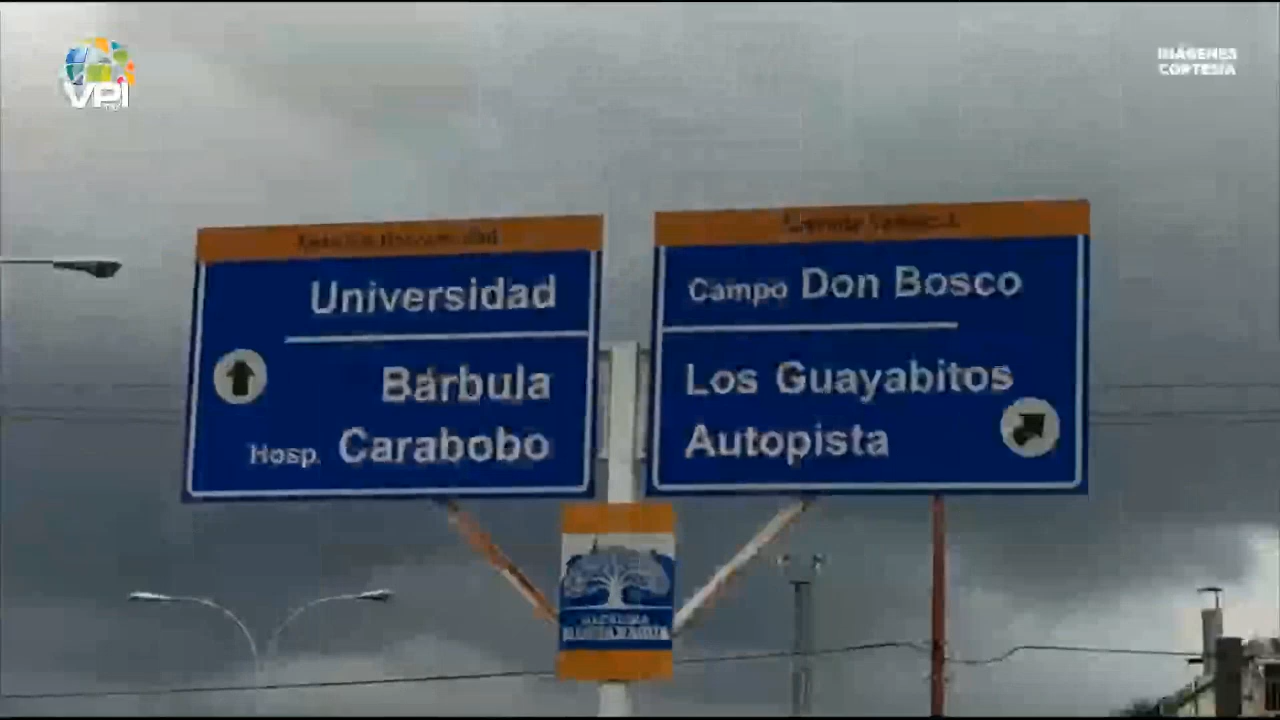 VPI
IMÁGENES
CORTESÍA
Universidad
Bárbula
Hosp. Carabobo
Campo Don Bosco
Los Guayabitos
Autopista